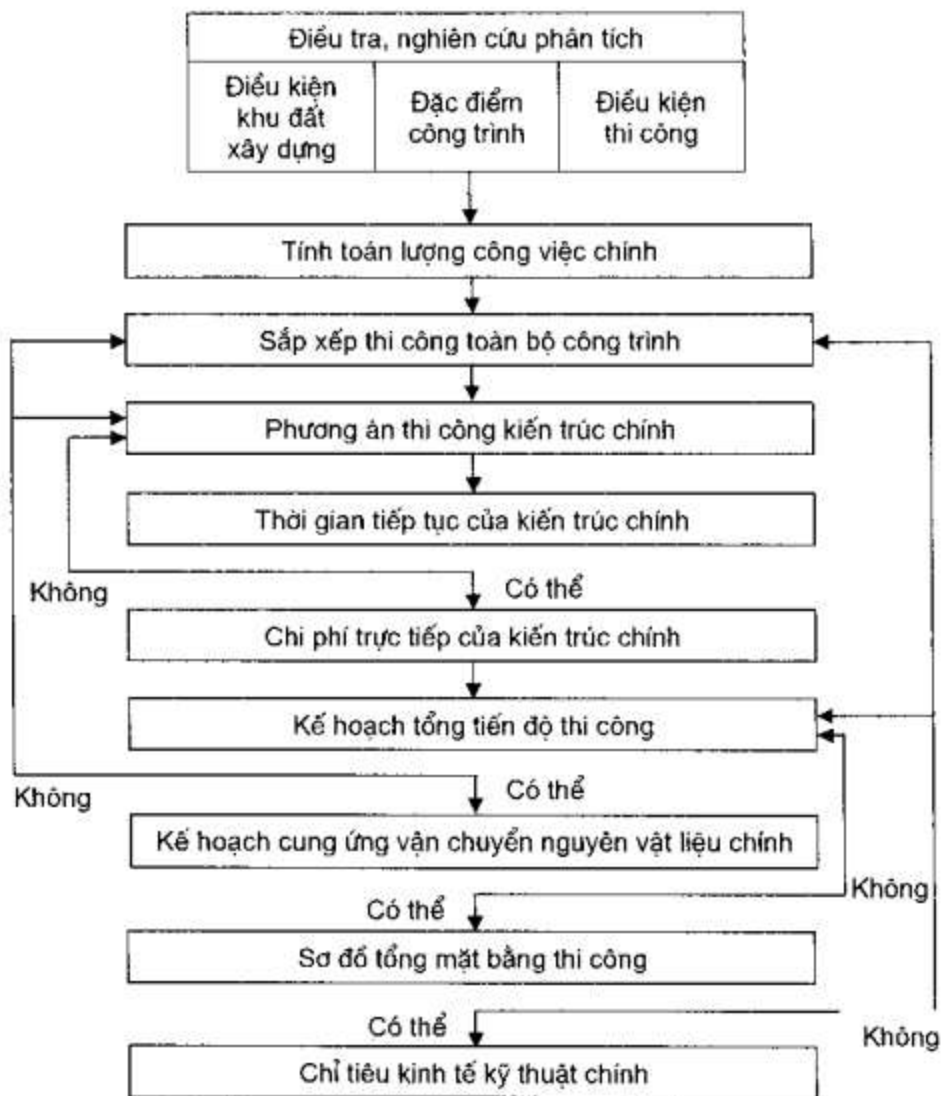 Điều tra, nghiên cứu phân tích
Điều kiện
khu đất
xây dựng
Đặc điểm
công trình
Điều kiện
thi công
Tính toán lượng công việc chính
Sắp xếp thi công toàn bộ công trình
Phương án thi công kiến trúc chính
Thời gian tiếp tục của kiến trúc chính
Không
Có thể
Chi phí trực tiếp của kiến trúc chính
Kế hoạch tổng tiến độ thi công
Không
Có thể
Kế hoạch cung ứng vận chuyển nguyên vật liệu chính
Không
Có thể
Sơ đồ tổng mặt bằng thi công
Có thể
Không
Chỉ tiêu kinh tế kỹ thuật chính